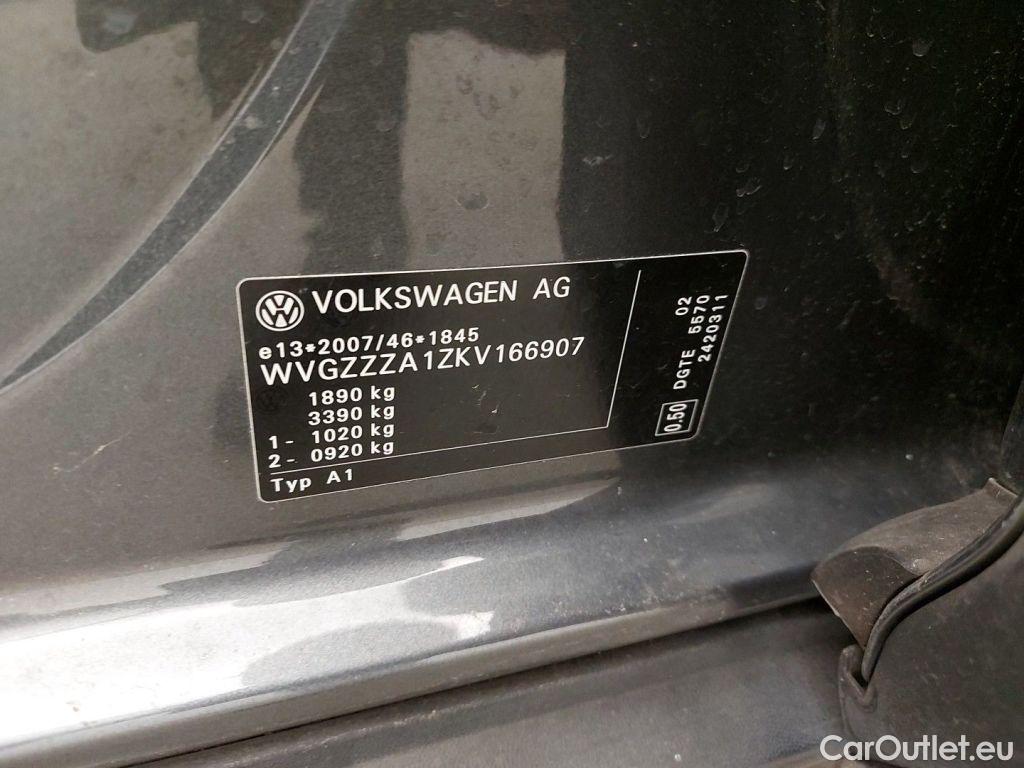 VOLKSWAGEN AG
e13*2007/46*1845
WVGZZZA1ZKV166907
1890 kg
3390 kg
1- 1020 kg
2- 0920 kg
Typ A1
02
DGTE 5570
2420311
0.50
CarOutlet.eu